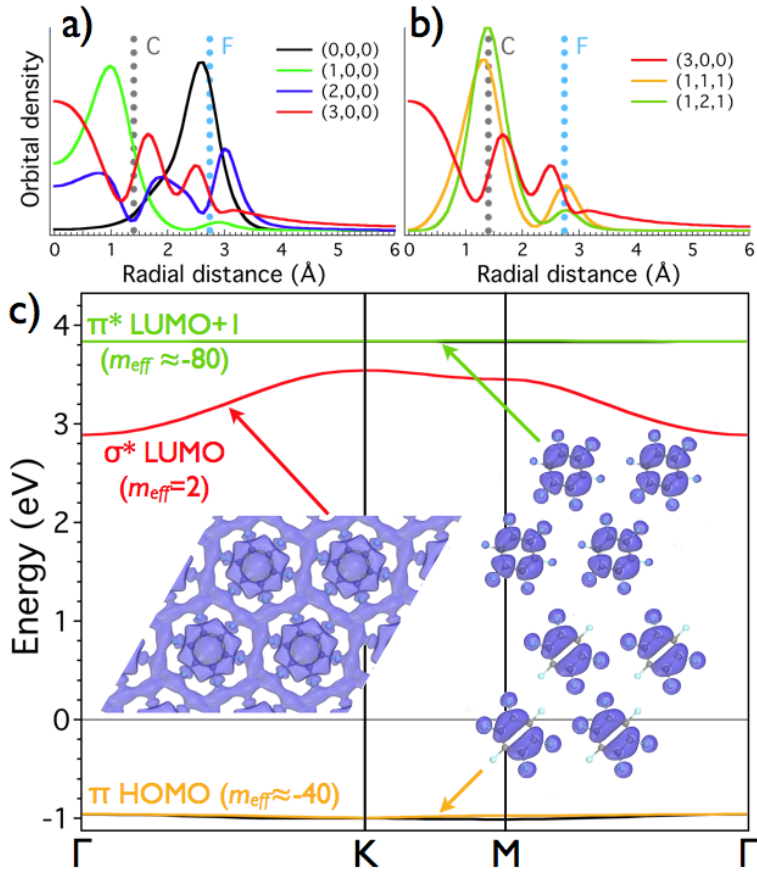 a)
C
F
(0,0,0)
(1,0,0)
(2,0,0)
(3,0,0)
Orbital density
0 1 2 3 4 5 6
Radial distance (Å)
b)
C
F
(3,0,0)
(1,1,1)
(1,2,1)
0 1 2 3 4 5 6
Radial distance (Å)
c)
4
3
2
1
0
-1
Energy (eV)
π* LUMO+1
(meff ≈-80)
σ* LUMO
(meff=2)
π HOMO (meff≈-40)
Γ K M Γ